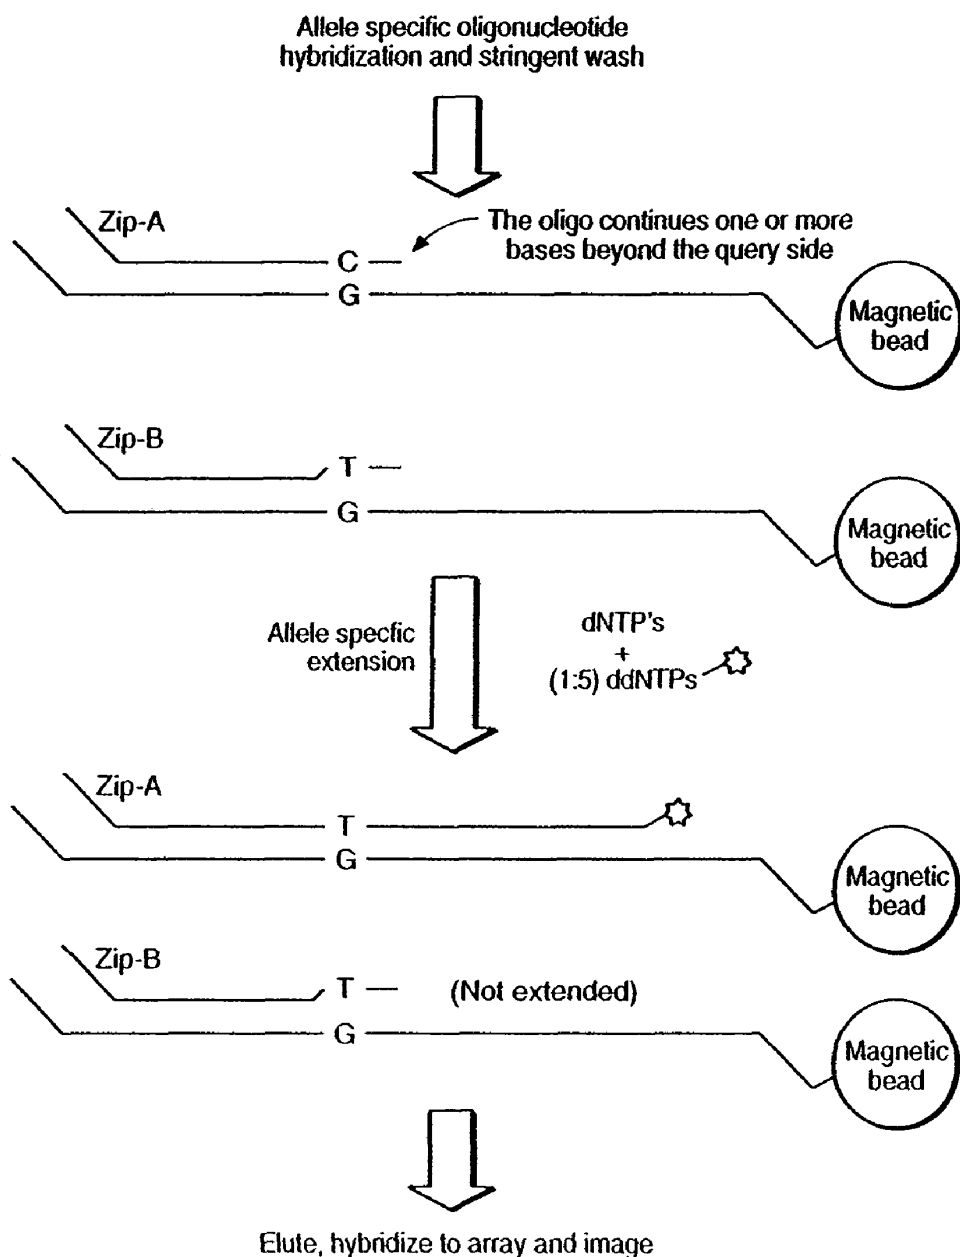 Allele specific oligonucleotide
hybridization and stringent wash
Zip-A
The oligo continues one or more
bases beyond the query side
C
G
Magnetic
bead
Zip-B
T
G
Magnetic
bead
Allele specfic
extension
dNTP's
+
(1:5) ddNTPs
Zip-A
T
G
Magnetic
bead
Zip-B
T
(Not extended)
G
Magnetic
bead
Elute, hybridize to array and image